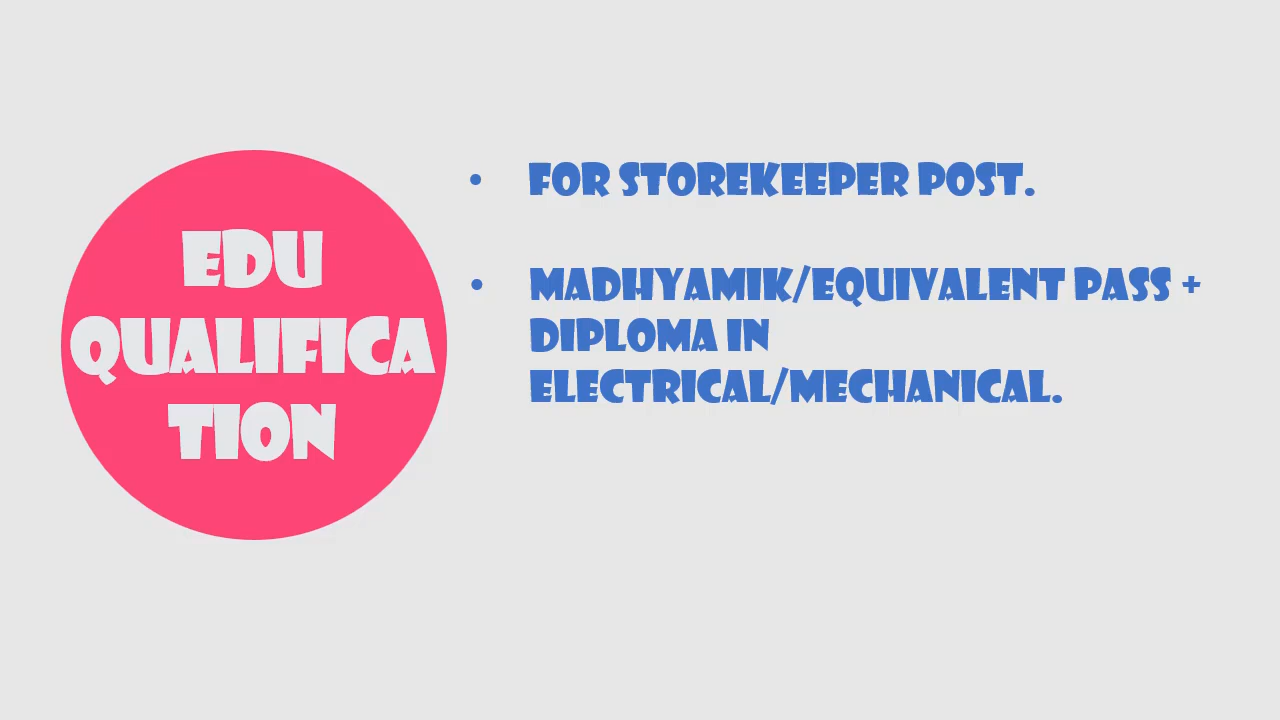 EDU
QUALIFICA
TION
• FOR STOREKEEPER POST.
• MADHYAMIK/EQUIVALENT PASS +
DIPLOMA IN
ELECTRICAL/MECHANICAL.